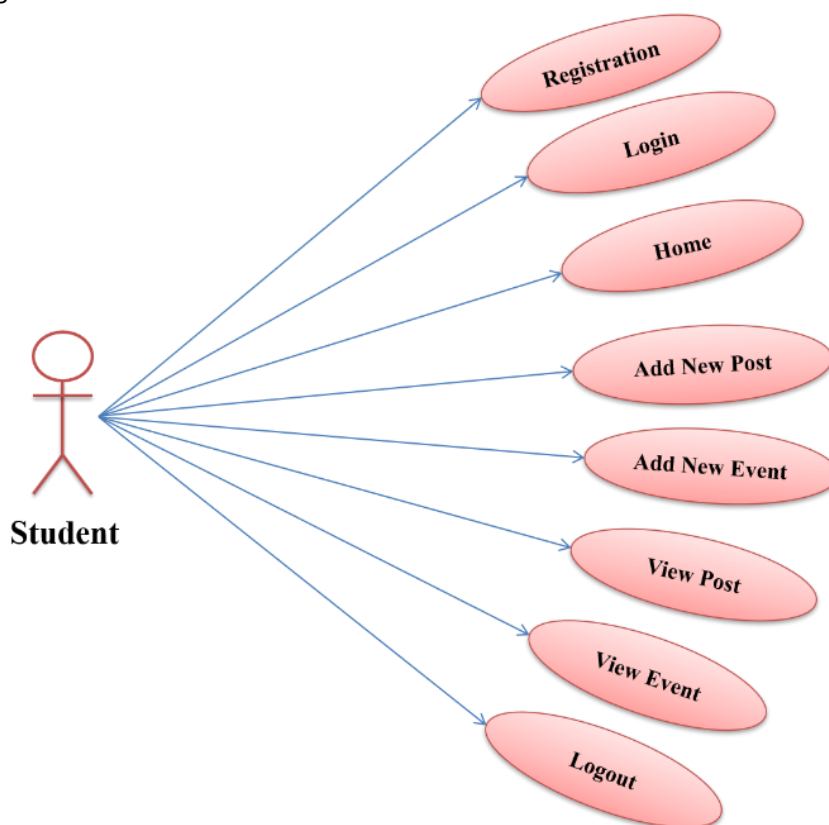 Registration
Login
Home
Add New Post
Add New Event
Student
View Post
View Event
Logout